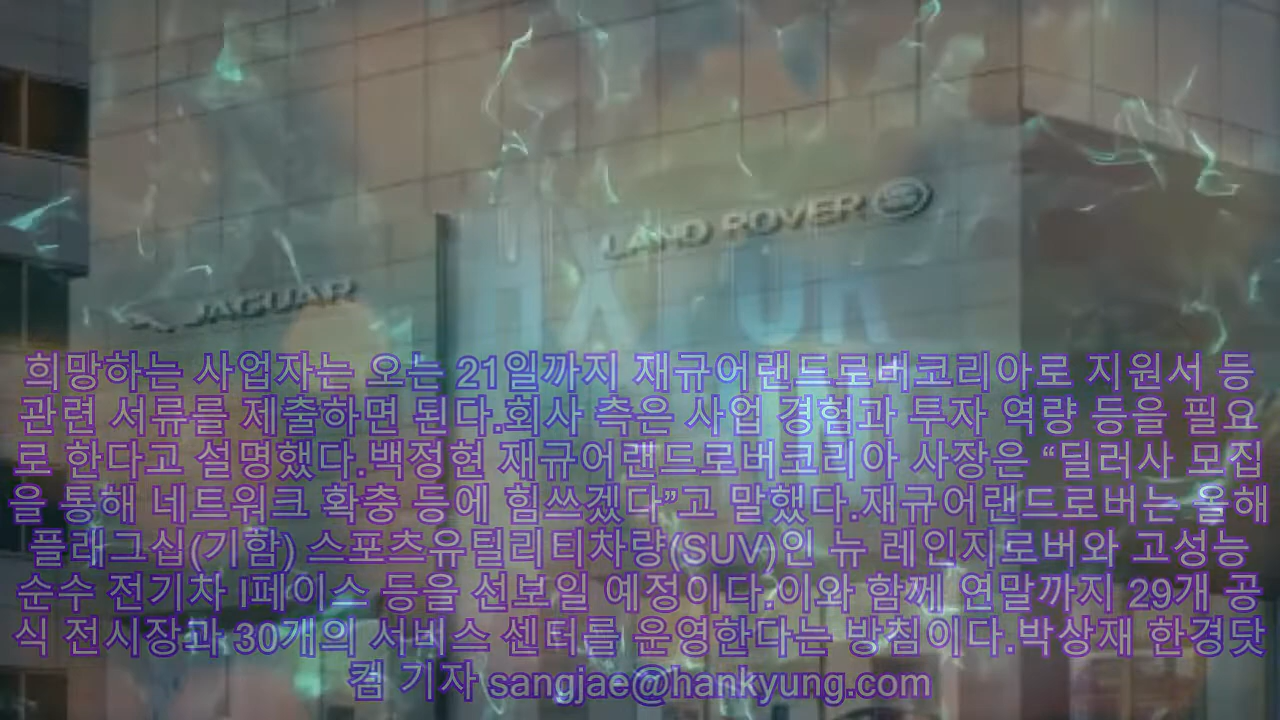 LAND ROVER
JAGUAR
희망하는 사업자는 오는 21일까지 재규어랜드로버코리아로 지원서 등
관련 서류를 제출하면 된다.회사 측은 사업 경험과 투자 역량 등을 필요
로 한다고 설명했다.백정현 재규어랜드로버코리아 사장은 “딜러사 모집
을 통해 네트워크 확충 등에 힘쓰겠다”고 말했다.재규어랜드로버는 올해
플래그십(기함) 스포츠유틸리티차량(SUV)인 뉴 레인지로버와 고성능
순수 전기차 I페이스 등을 선보일 예정이다.이와 함께 연말까지 29개 공
식 전시장과 30개의 서비스 센터를 운영한다는 방침이다.박상재 한경닷
컴 기자 sangjae@hankyung.com